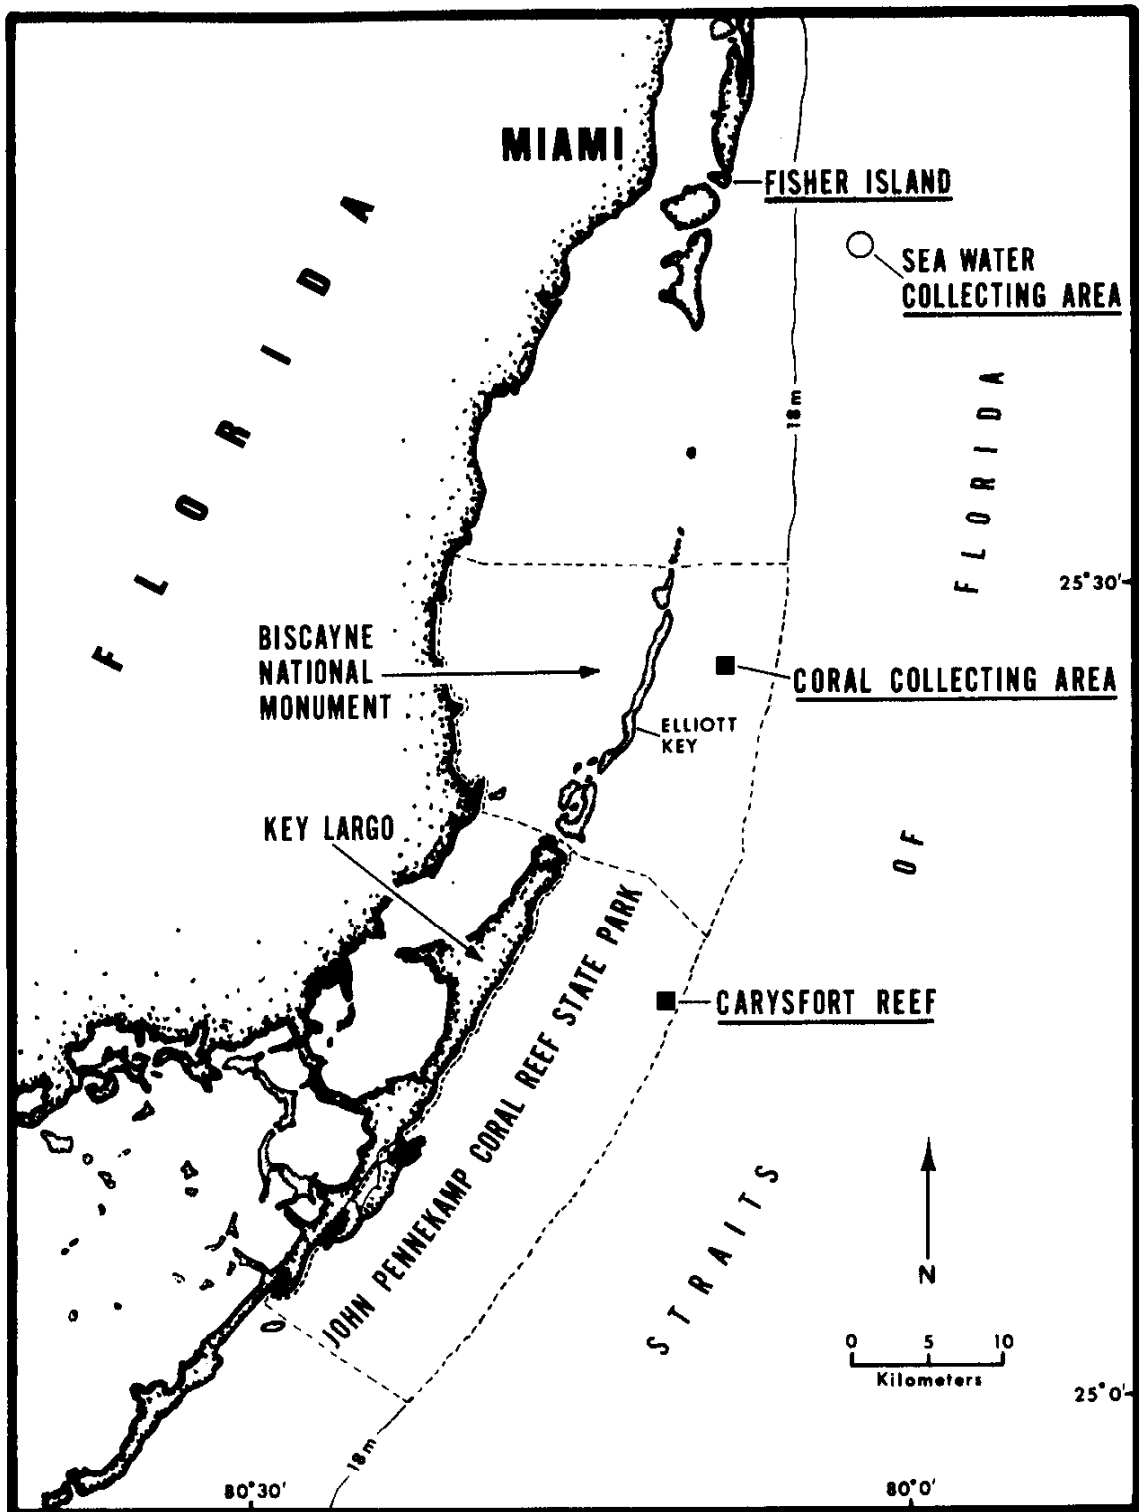 MIAMI
FISHER ISLAND
SEA WATER
COLLECTING AREA
FLORIDA
18m
FLORIDA
25°30'
BISCAYNE
NATIONAL
MONUMENT
CORAL COLLECTING AREA
ELLIOTT
KEY
KEY LARGO
OF
JOHN PENNEKAMP CORAL REEF STATE PARK
CARYSFORT REEF
STRAITS
N
0 5 10
Kilometers
25°0'
18m
80°30'
80°0'